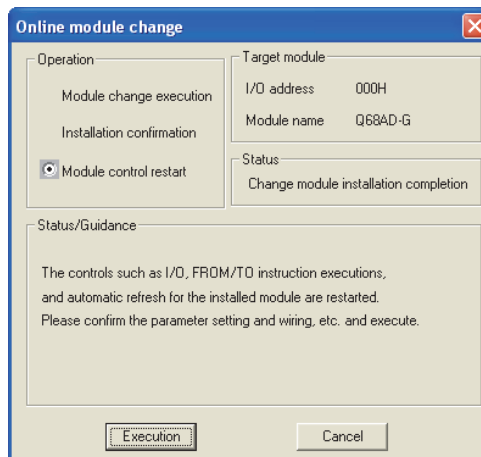 Online module change
Operation
Module change execution
Installation confirmation
Module control restart
Target module
I/O address 000H
Module name Q68AD-G
Status
Change module installation completion
Status/Guidance
The controls such as I/O, FROM/TO instruction executions,
and automatic refresh for the installed module are restarted.
Please confirm the parameter setting and wiring, etc. and execute.
Execution Cancel